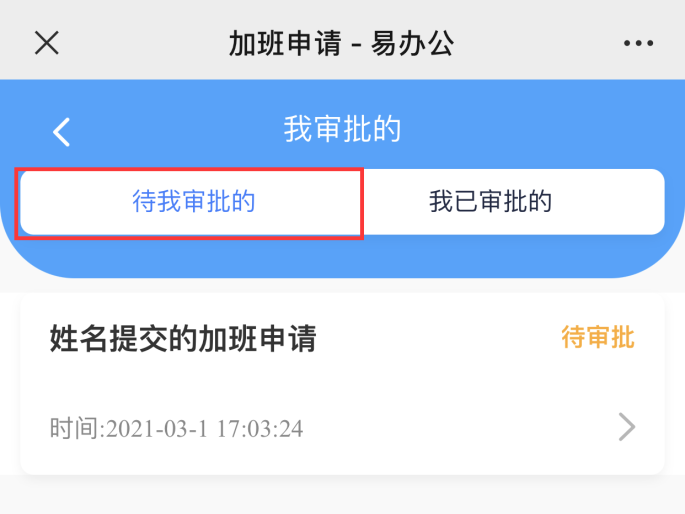 加班申请 - 易办公
我审批的
待我审批的 我已审批的
姓名提交的加班申请 待审批
时间:2021-03-1 17:03:24